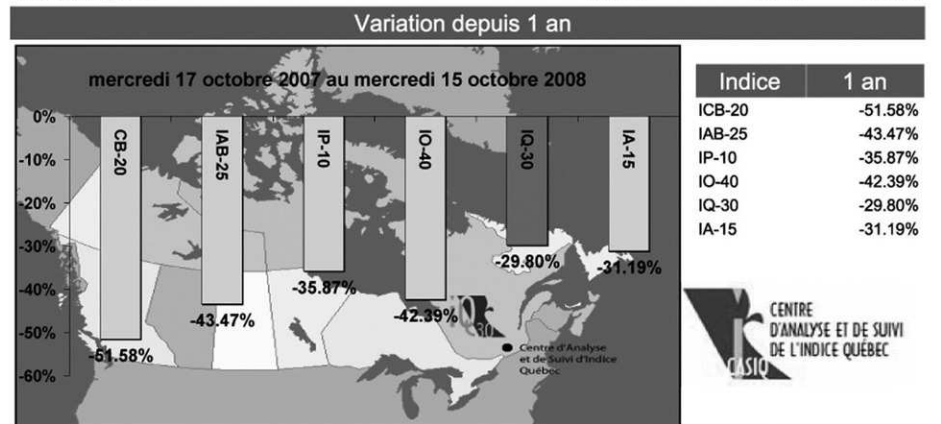 Variation depuis 1 an
mercredi 17 octobre 2007 au mercredi 15 octobre 2008
0%
-10%
-20%
-30%
-40%
-50%
-60%
CB-20
IAB-25
IP-10
IO-40
IQ-30
IA-15
-51.58%
-43.47%
-35.87%
-42.39%
-29.80%
-31.19%
IQ
30
Centre d'Analyse
et de Suivi d'Indice
Québec
Indice 1 an
ICB-20 -51.58%
IAB-25 -43.47%
IP-10 -35.87%
IO-40 -42.39%
IQ-30 -29.80%
IA-15 -31.19%
CASIQ
CENTRE
D'ANALYSE ET DE SUIVI
DE L'INDICE QUÉBEC